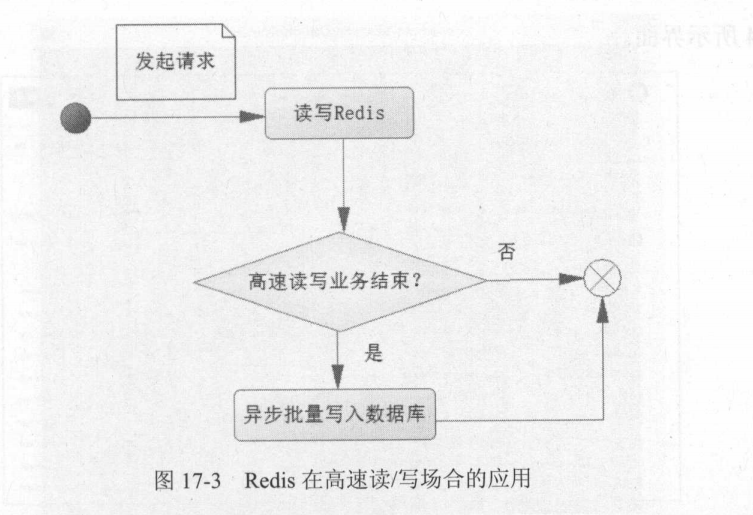 发起请求
读写Redis
高速读写业务结束?
否
是
异步批量写入数据库
图 17-3 Redis 在高速读/写场合的应用